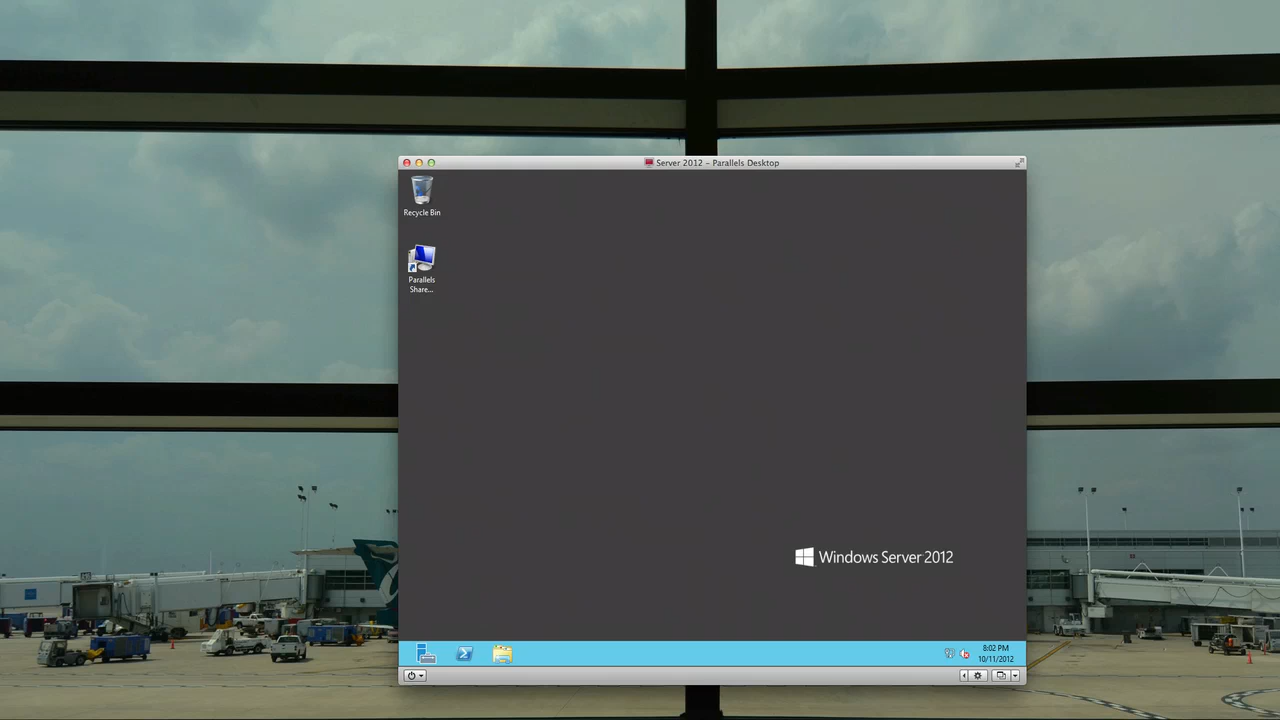 Server 2012 - Parallels Desktop
Recycle Bin
Parallels
Share...
Windows Server 2012
8:02 PM
10/11/2012